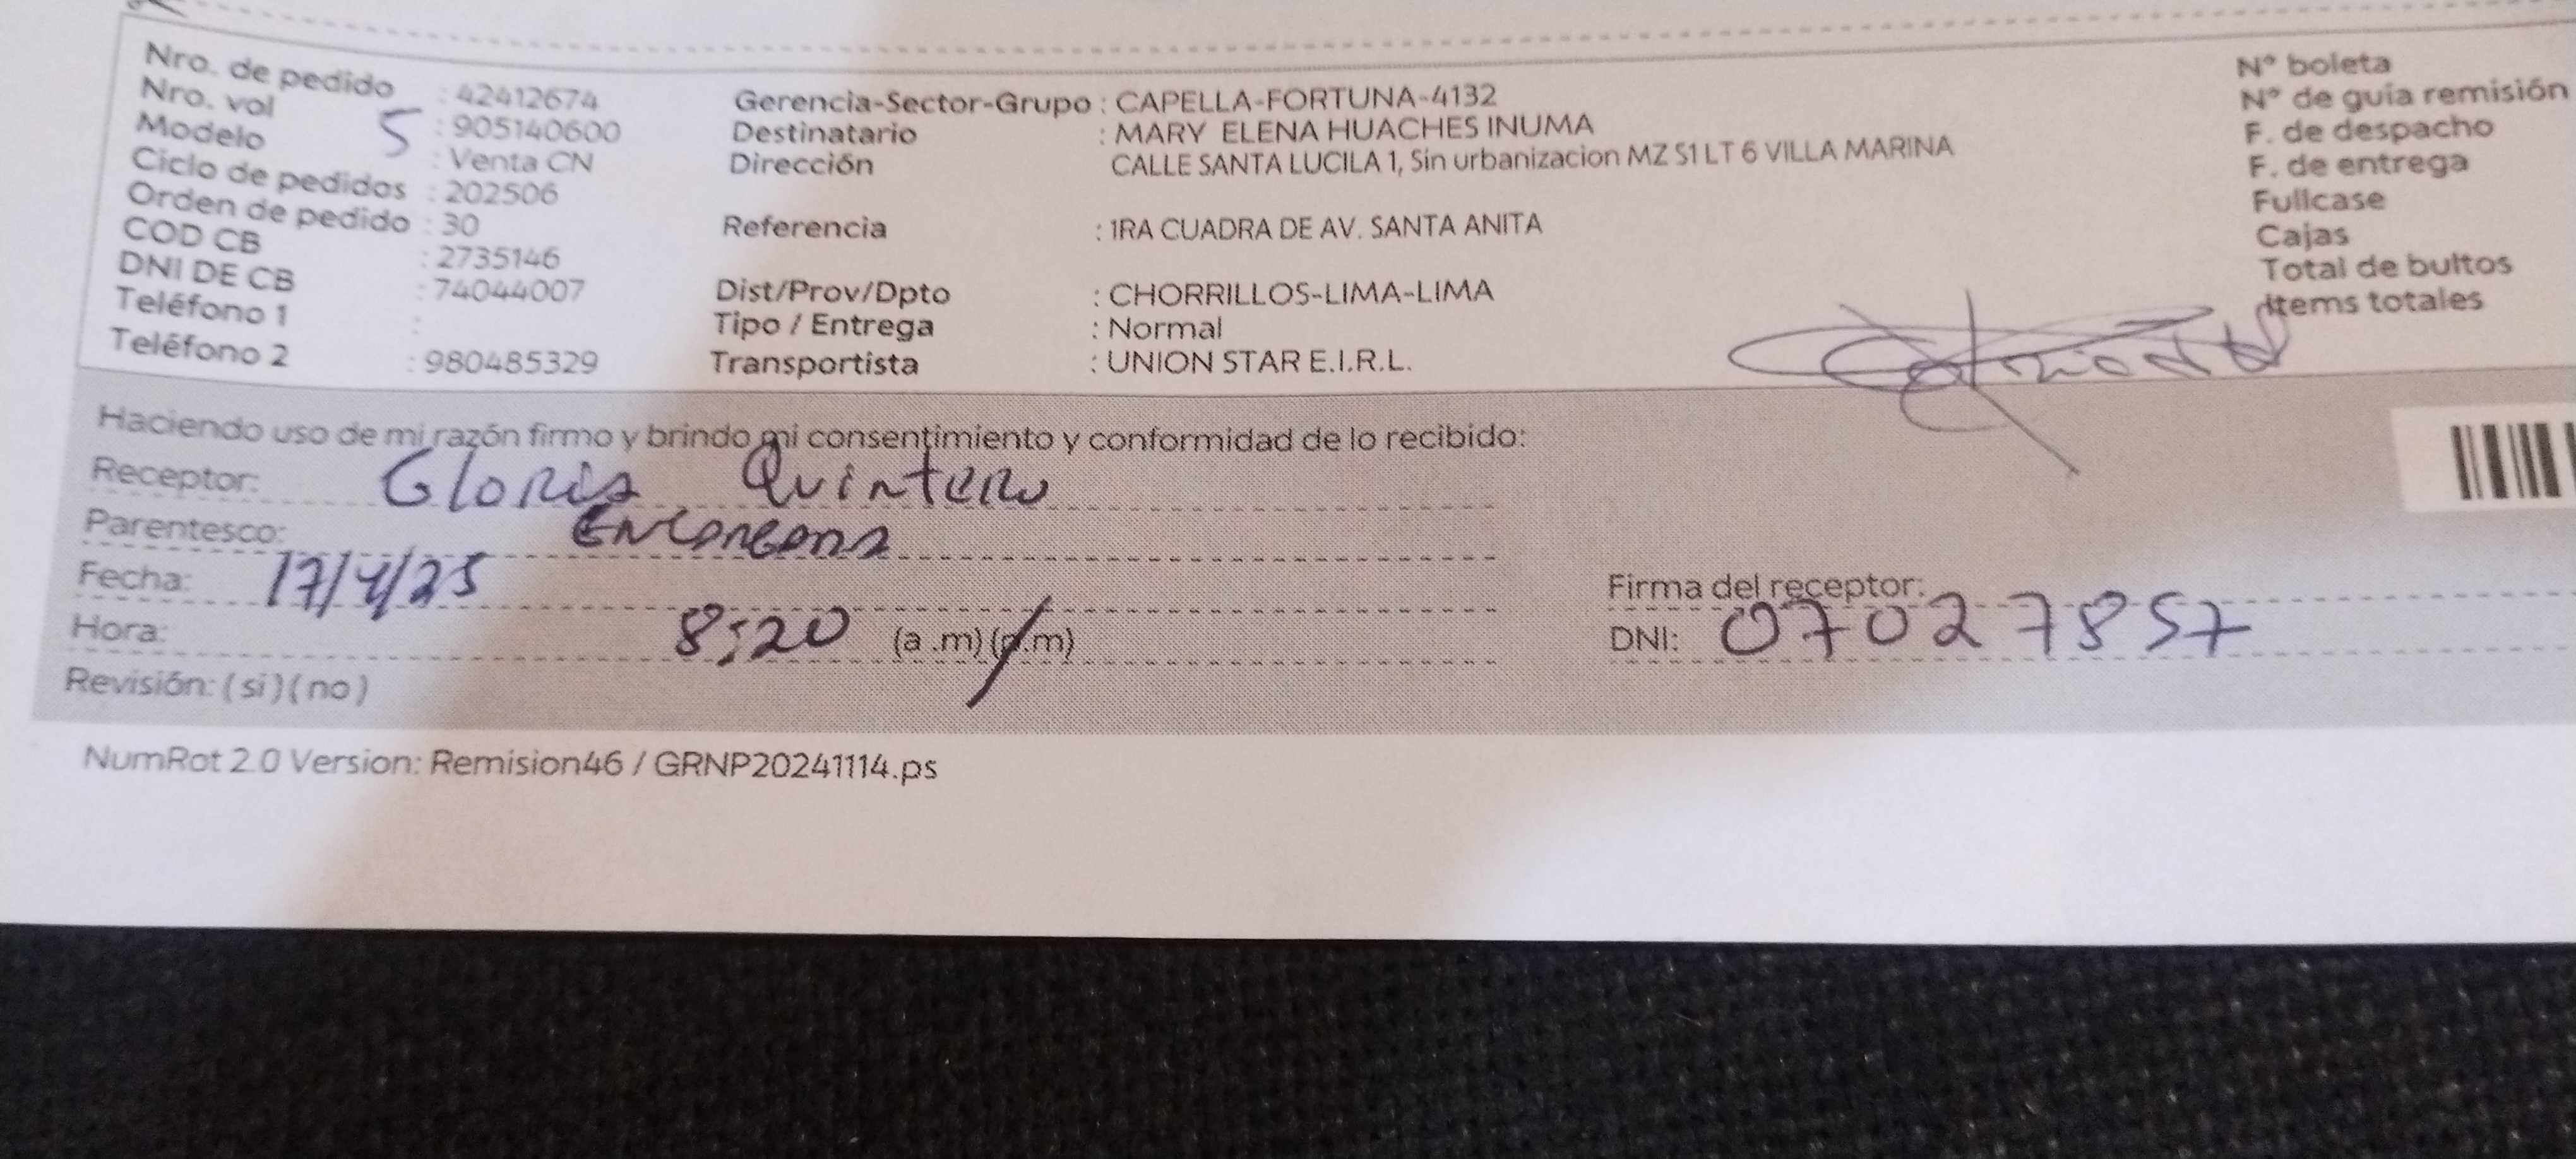 Nro. de pedido : 42412674
Nro. vol 5 : 905140600
Modelo : Venta CN
Ciclo de pedidos : 202506
Orden de pedido : 30
COD CB : 2735146
DNI DE CB : 74044007
Teléfono 1 :
Teléfono 2 : 980485329
Gerencia-Sector-Grupo : CAPELLA-FORTUNA-4132
Destinatario : MARY ELENA HUACHES INUMA
Dirección CALLE SANTA LUCILA 1, Sin urbanizacion MZ S1 LT 6 VILLA MARINA
Referencia : 1RA CUADRA DE AV. SANTA ANITA
Dist/Prov/Dpto : CHORRILLOS-LIMA-LIMA
Tipo / Entrega : Normal
Transportista : UNION STAR E.I.R.L.
N° boleta
N° de guía remisión
F. de despacho
F. de entrega
Fullcase
Cajas
Total de bultos
Items totales
Haciendo uso de mi razón firmo y brindo mi consentimiento y conformidad de lo recibido:
Receptor: Gloria Quintero
Parentesco:
Fecha: 17/4/25
Hora: 8:20 (a .m) (p.m)
Revisión: ( si ) ( no )
Firma del receptor:
DNI: 07027857
NumRot 2.0 Version: Remision46 / GRNP20241114.ps